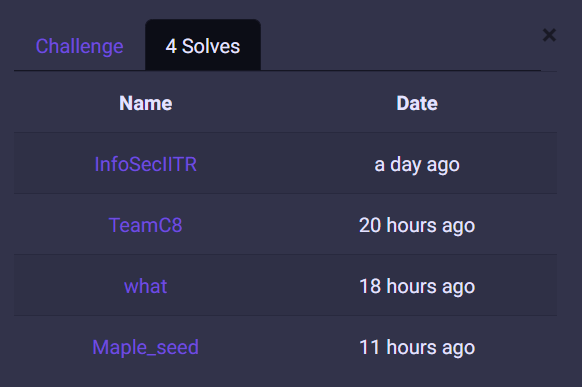 Challenge 4 Solves ×
Name Date
InfoSecIITR a day ago
TeamC8 20 hours ago
what 18 hours ago
Maple_seed 11 hours ago